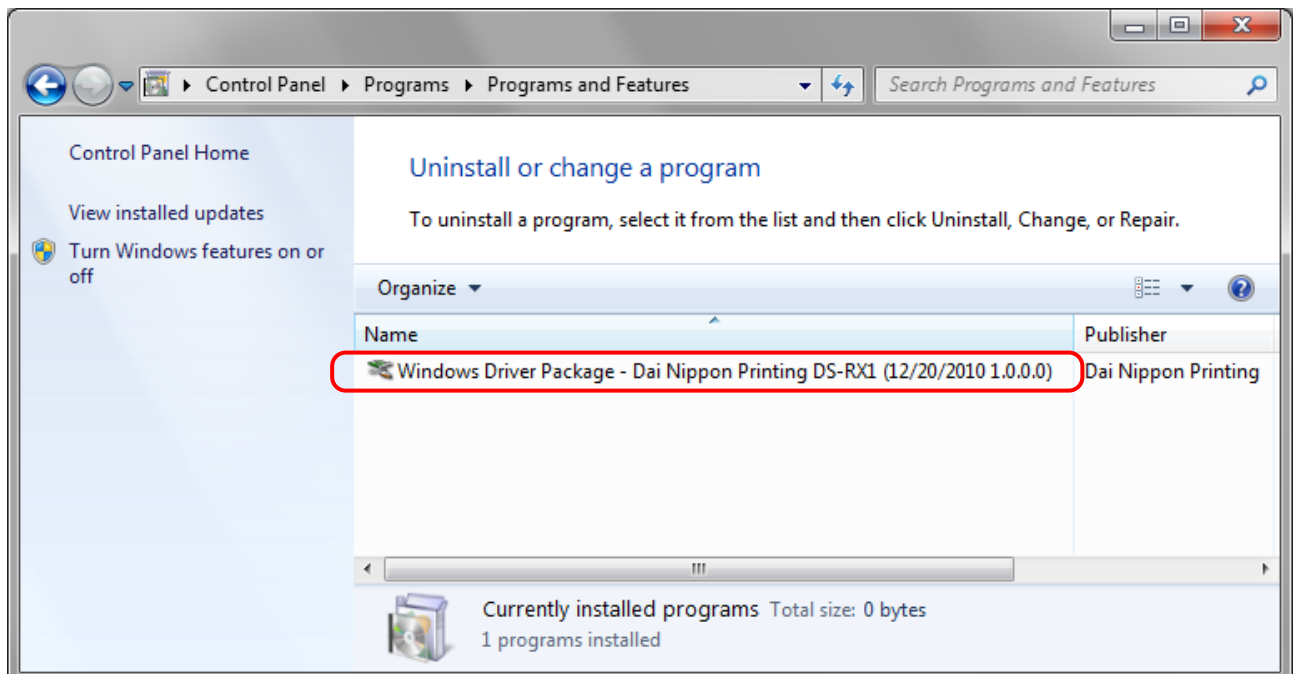 Control Panel Programs Programs and Features
Search Programs and Features
Control Panel Home
View installed updates
Turn Windows features on or
off
Uninstall or change a program
To uninstall a program, select it from the list and then click Uninstall, Change, or Repair.
Organize
Name
Publisher
Windows Driver Package - Dai Nippon Printing DS-RX1 (12/20/2010 1.0.0.0)
Dai Nippon Printing
Currently installed programs Total size: 0 bytes
1 programs installed